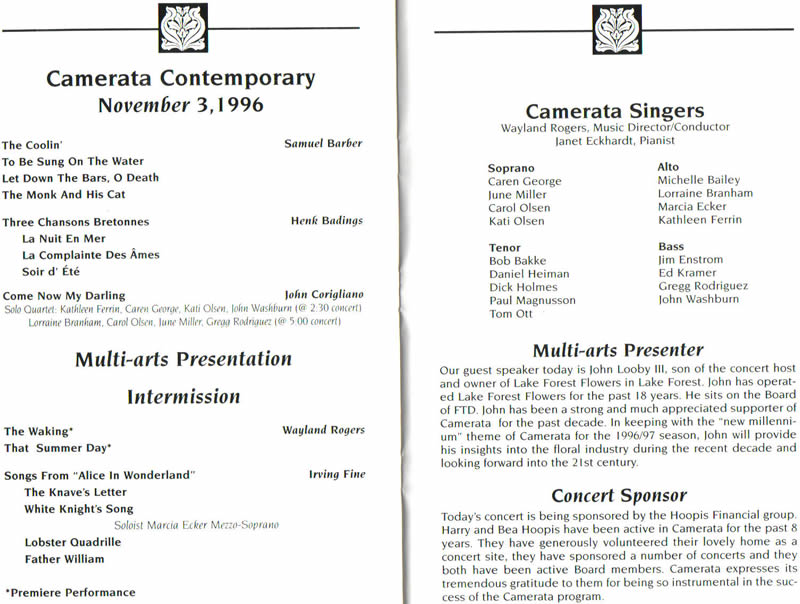 Camerata Contemporary
November 3,1996
The Coolin' Samuel Barber
To Be Sung On The Water
Let Down The Bars, O Death
The Monk And His Cat
Three Chansons Bretonnes Henk Badings
La Nuit En Mer
La Complainte Des Âmes
Soir d' Été
Come Now My Darling John Corigliano
Solo Quartet: Kathleen Ferrin, Caren George, Kati Olsen, John Washburn (@ 2:30 concert)
Lorraine Branham, Carol Olsen, June Miller, Gregg Rodriguez (@ 5:00 concert)
Multi-arts Presentation
Intermission
The Waking* Wayland Rogers
That Summer Day*
Songs From "Alice In Wonderland" Irving Fine
The Knave's Letter
White Knight's Song
Soloist Marcia Ecker Mezzo-Soprano
Lobster Quadrille
Father William
*Premiere Performance
Camerata Singers
Wayland Rogers, Music Director/Conductor
Janet Eckhardt, Pianist
Soprano
Caren George
June Miller
Carol Olsen
Kati Olsen
Alto
Michelle Bailey
Lorraine Branham
Marcia Ecker
Kathleen Ferrin
Tenor
Bob Bakke
Daniel Heiman
Dick Holmes
Paul Magnusson
Tom Ott
Bass
Jim Enstrom
Ed Kramer
Gregg Rodriguez
John Washburn
Multi-arts Presenter
Our guest speaker today is John Looby III, son of the concert host
and owner of Lake Forest Flowers in Lake Forest. John has operat-
ed Lake Forest Flowers for the past 18 years. He sits on the Board
of FTD. John has been a strong and much appreciated supporter of
Camerata for the past decade. In keeping with the "new millenni-
um" theme of Camerata for the 1996/97 season, John will provide
his insights into the floral industry during the recent decade and
looking forward into the 21st century.
Concert Sponsor
Today's concert is being sponsored by the Hoopis Financial group.
Harry and Bea Hoopis have been active in Camerata for the past 8
years. They have generously volunteered their lovely home as a
concert site, they have sponsored a number of concerts and they
both have been active Board members. Camerata expresses its
tremendous gratitude to them for being so instrumental in the suc-
cess of the Camerata program.